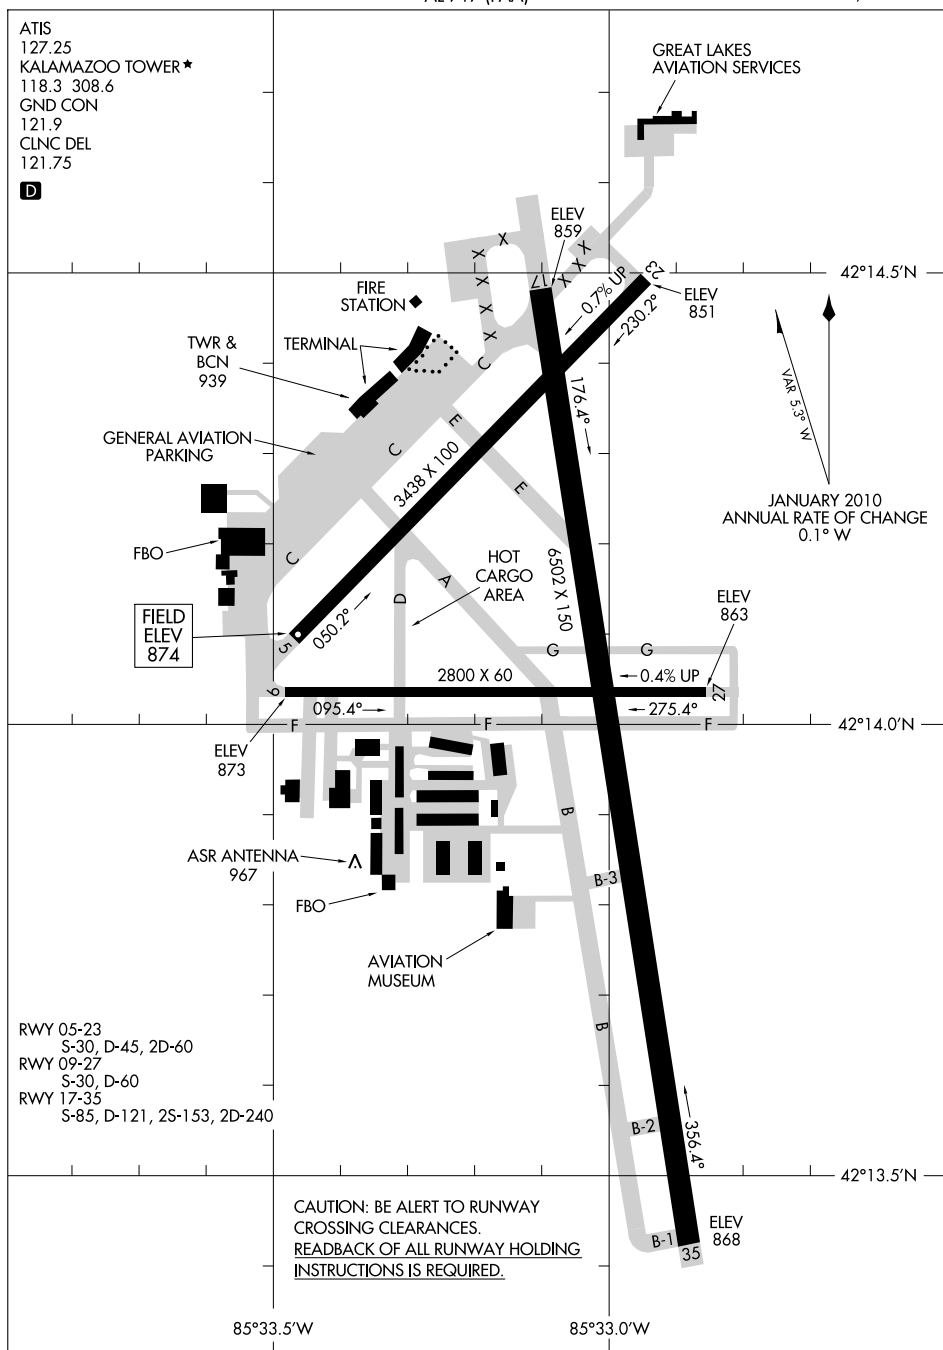 ATIS
127.25
KALAMAZOO TOWER★
118.3 308.6
GND CON
121.9
CLNC DEL
121.75
D
GREAT LAKES
AVIATION SERVICES
ELEV
859
X
X
X
X
X
X
X
X
X
17
23
42°14.5'N
0.7% UP
230.2°
ELEV
851
FIRE
STATION
TERMINAL
TWR &
BCN
939
C
176.4°
VAR 5.3° W
GENERAL AVIATION
PARKING
C
E
3438 X 100
E
JANUARY 2010
ANNUAL RATE OF CHANGE
0.1° W
FBO
C
HOT
CARGO
AREA
A
D
6502 X 150
ELEV
863
FIELD
ELEV
874
050.2°
5
G
G
9
2800 X 60
0.4% UP
27
095.4°
275.4°
F
F
F
42°14.0'N
ELEV
873
B
ASR ANTENNA
967
B-3
FBO
AVIATION
MUSEUM
B
RWY 05-23
S-30, D-45, 2D-60
RWY 09-27
S-30, D-60
RWY 17-35
S-85, D-121, 2S-153, 2D-240
B-2
356.4°
42°13.5'N
CAUTION: BE ALERT TO RUNWAY
CROSSING CLEARANCES.
READBACK OF ALL RUNWAY HOLDING
INSTRUCTIONS IS REQUIRED.
B-1
35
ELEV
868
85°33.5'W
85°33.0'W